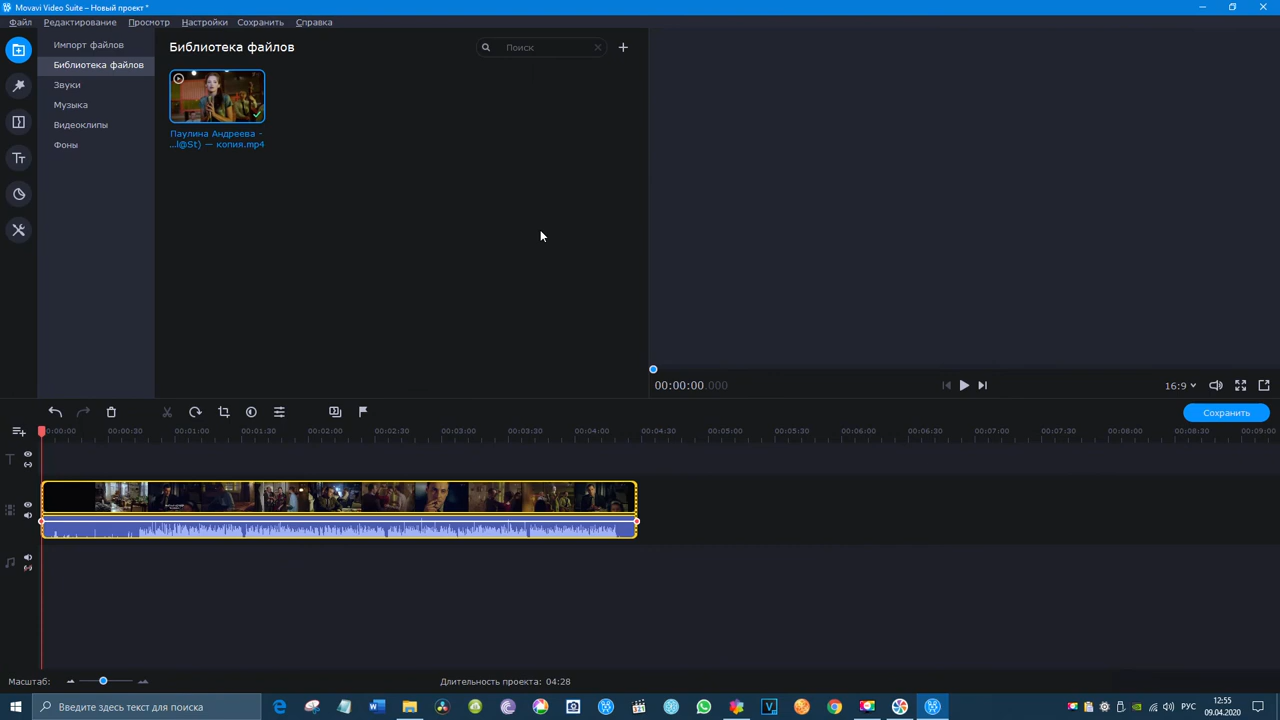 Movavi Video Suite – Новый проект *
Файл Редактирование Просмотр Настройки Сохранить Справка
Импорт файлов
Библиотека файлов
Звуки
Музыка
Видеоклипы
Фоны
Библиотека файлов
Поиск
Паулина Андреева -
...l@St) — копия.mp4
00:00:00.000
16:9
Сохранить
0:00:00 00:00:30 00:01:00 00:01:30 00:02:00 00:02:30 00:03:00 00:03:30 00:04:00 00:04:30 00:05:00 00:05:30 00:06:00 00:06:30 00:07:00 00:07:30 00:08:00 00:08:30 00:09:00
Масштаб:
Длительность проекта: 04:28
Введите здесь текст для поиска
РУС
12:55
09.04.2020